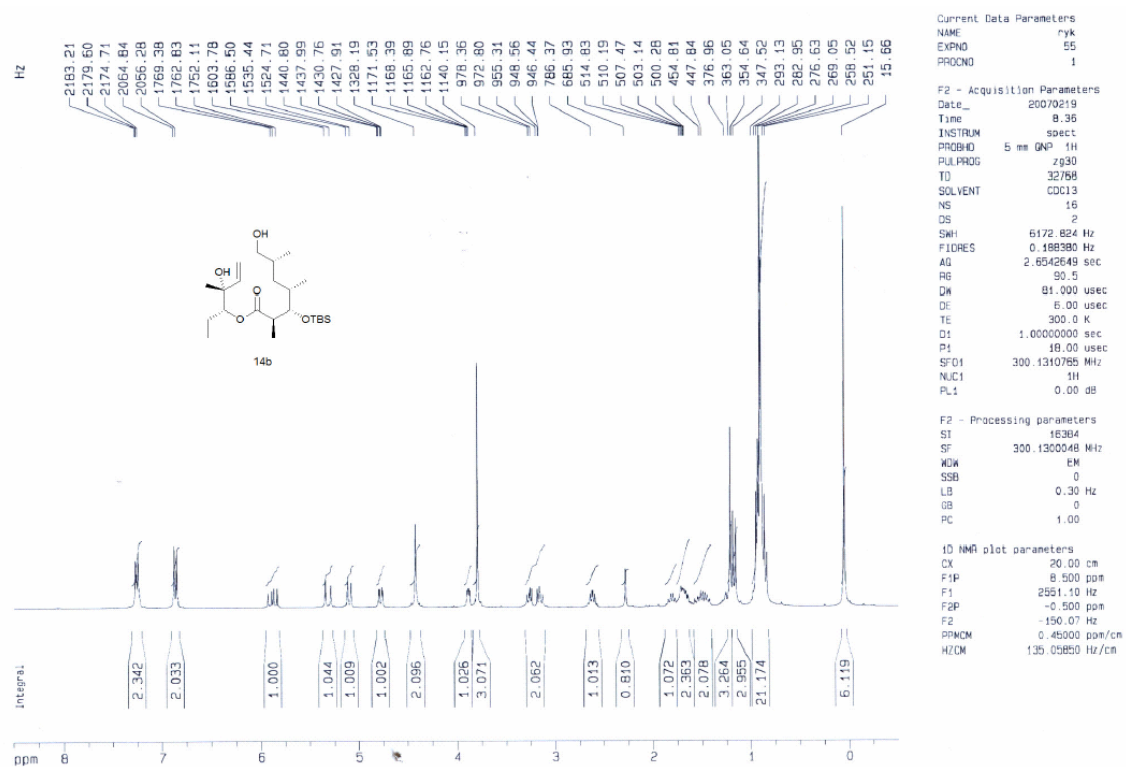 Hz
2183.21
2179.60
2174.71
2064.84
2056.28
1769.38
1762.83
1752.11
1603.78
1586.50
1535.44
1524.71
1440.80
1437.99
1430.76
1427.91
1328.19
1171.53
1168.39
1165.89
1162.76
1140.15
978.36
972.80
955.31
948.56
946.44
786.37
685.93
514.83
510.19
507.47
503.14
500.28
454.81
447.84
376.96
363.05
354.64
347.52
293.13
282.95
276.63
269.05
258.52
251.15
15.66
OH
OH
O
O
OTBS
14b
Integral
2.342
2.033
1.000
1.044
1.009
1.002
2.096
1.026
3.071
2.062
1.013
0.810
1.072
2.363
2.078
3.264
2.955
21.174
6.119
ppm 8 7 6 5 4 3 2 1 0
Current Data Parameters
NAME ryk
EXPNO 55
PROCNO 1
F2 - Acquisition Parameters
Date_ 20070219
Time 8.36
INSTRUM spect
PROBHD 5 mm QNP 1H
PULPROG zg30
TD 32768
SOLVENT CDCl3
NS 16
DS 2
SWH 6172.824 Hz
FIDRES 0.188380 Hz
AQ 2.6542649 sec
RG 90.5
DW 81.000 usec
DE 6.00 usec
TE 300.0 K
D1 1.00000000 sec
P1 18.00 usec
SFO1 300.1310765 MHz
NUC1 1H
PL1 0.00 dB
F2 - Processing parameters
SI 16384
SF 300.1300048 MHz
WDW EM
SSB 0
LB 0.30 Hz
GB 0
PC 1.00
1D NMR plot parameters
CX 20.00 cm
F1P 8.500 ppm
F1 2551.10 Hz
F2P -0.500 ppm
F2 -150.07 Hz
PPMCM 0.45000 ppm/cm
HZCM 135.05850 Hz/cm